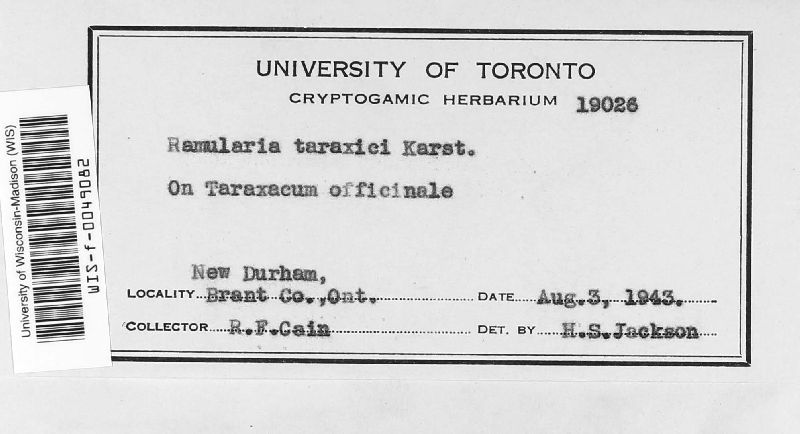 UNIVERSITY OF TORONTO
CRYPTOGAMIC HERBARIUM 19026
Ramularia taraxici Karst.
On Taraxacum officinale
New Durham,
LOCALITY Brant Co., Ont. DATE Aug. 3, 1943.
COLLECTOR R.F.Cain DET. BY H.S.Jackson
University of Wisconsin-Madison (WIS)
WIS-f-0049082